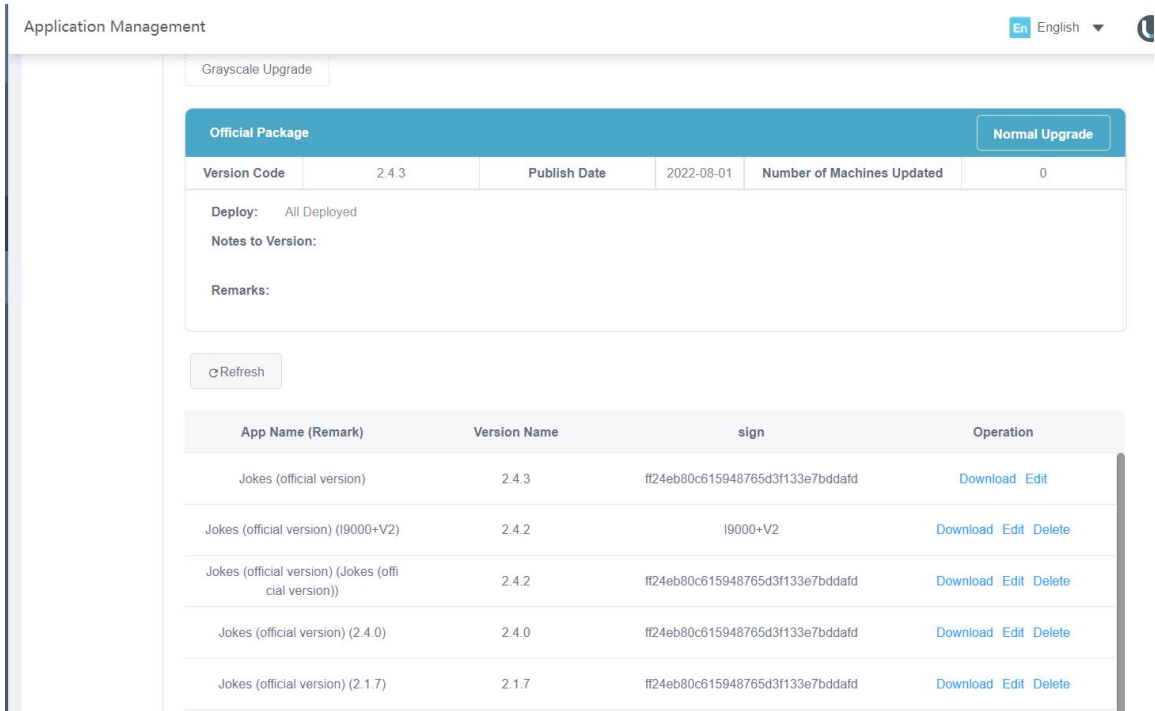 Application Management
En English
Grayscale Upgrade
Official Package
Normal Upgrade
Version Code 2.4.3 Publish Date 2022-08-01 Number of Machines Updated 0
Deploy: All Deployed
Notes to Version:
Remarks:
Refresh
App Name (Remark) Version Name sign Operation
Jokes (official version) 2.4.3 ff24eb80c615948765d3f133e7bddafd Download Edit
Jokes (official version) (I9000+V2) 2.4.2 I9000+V2 Download Edit Delete
Jokes (official version) (Jokes (offi
cial version)) 2.4.2 ff24eb80c615948765d3f133e7bddafd Download Edit Delete
Jokes (official version) (2.4.0) 2.4.0 ff24eb80c615948765d3f133e7bddafd Download Edit Delete
Jokes (official version) (2.1.7) 2.1.7 ff24eb80c615948765d3f133e7bddafd Download Edit Delete